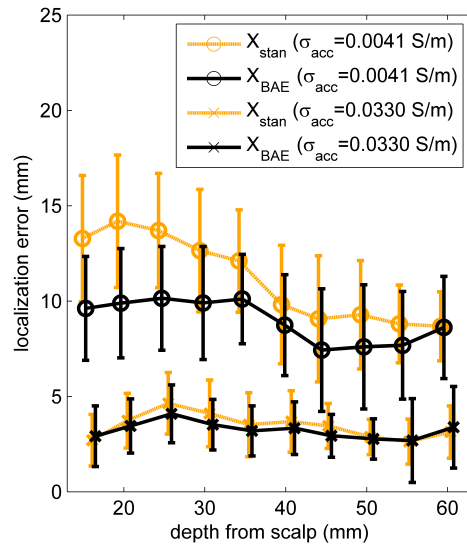 25
20
15
10
5
0
localization error (mm)
X_stan (σ_acc=0.0041 S/m)
X_BAE (σ_acc=0.0041 S/m)
X_stan (σ_acc=0.0330 S/m)
X_BAE (σ_acc=0.0330 S/m)
20 30 40 50 60
depth from scalp (mm)